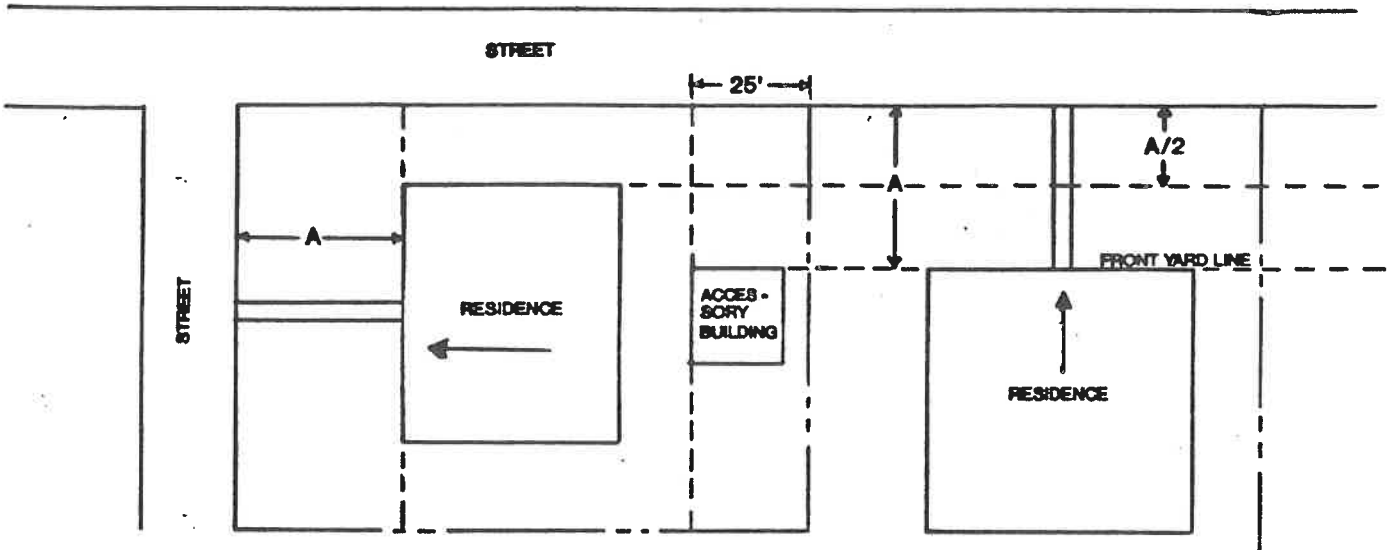 STREET
25'
A/2
A
A
FRONT YARD LINE
STREET
RESIDENCE
ACCES -
SORY
BUILDING
RESIDENCE